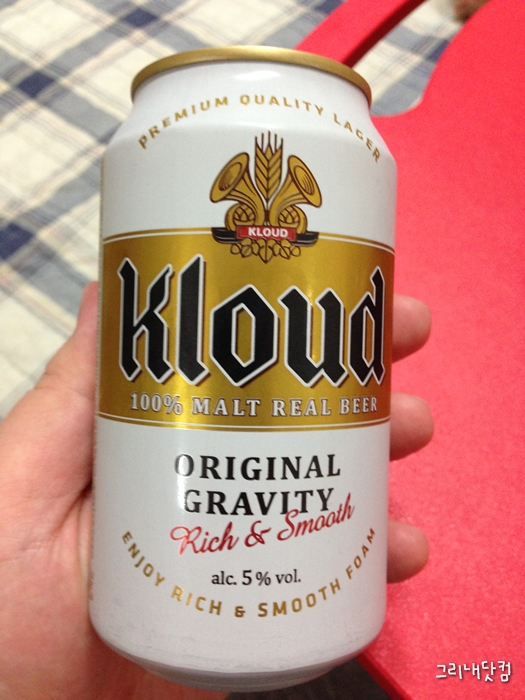 PREMIUM QUALITY LAGER
KLOUD
Kloud
100% MALT REAL BEER
ORIGINAL
GRAVITY
Rich & Smooth
alc. 5% vol.
ENJOY RICH & SMOOTH FOAM
그리내닷컴